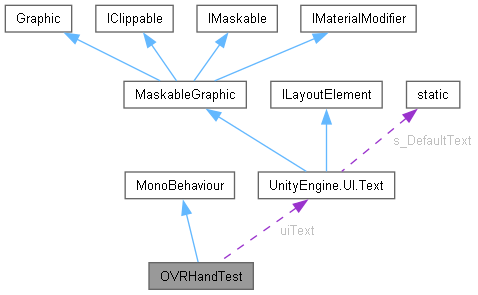 Graphic
IClippable
IMaskable
IMaterialModifier
MaskableGraphic
ILayoutElement
static
s_DefaultText
MonoBehaviour
UnityEngine.UI.Text
uiText
OVRHandTest